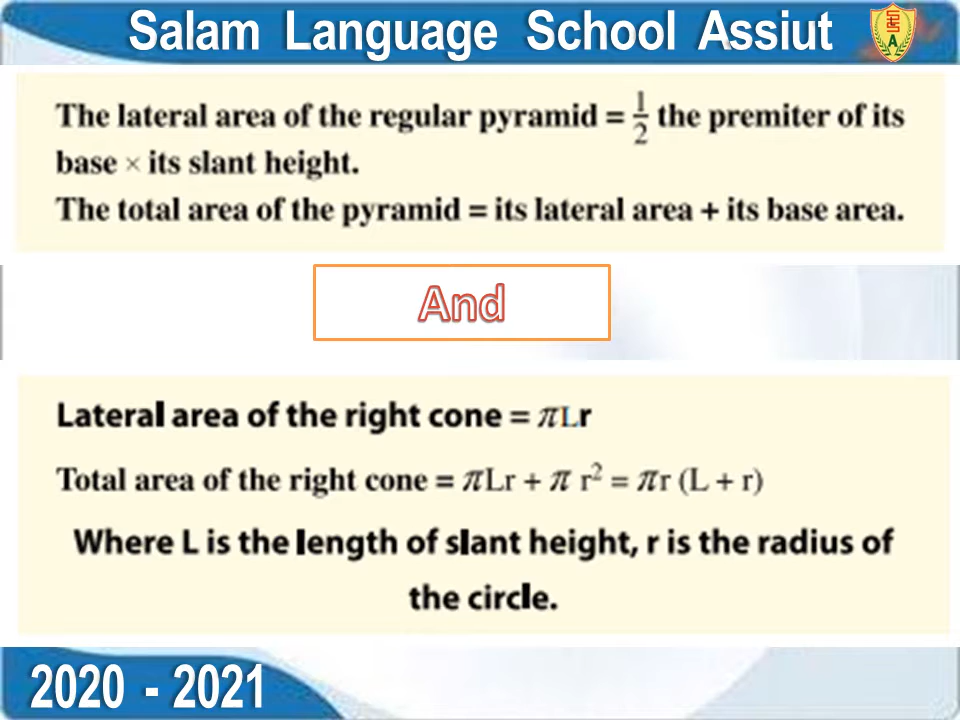 Salam Language School Assiut
The lateral area of the regular pyramid = 1/2 the premiter of its
base × its slant height.
The total area of the pyramid = its lateral area + its base area.
And
Lateral area of the right cone = πLr
Total area of the right cone = πLr + π r² = πr (L + r)
Where L is the length of slant height, r is the radius of
the circle.
2020 - 2021